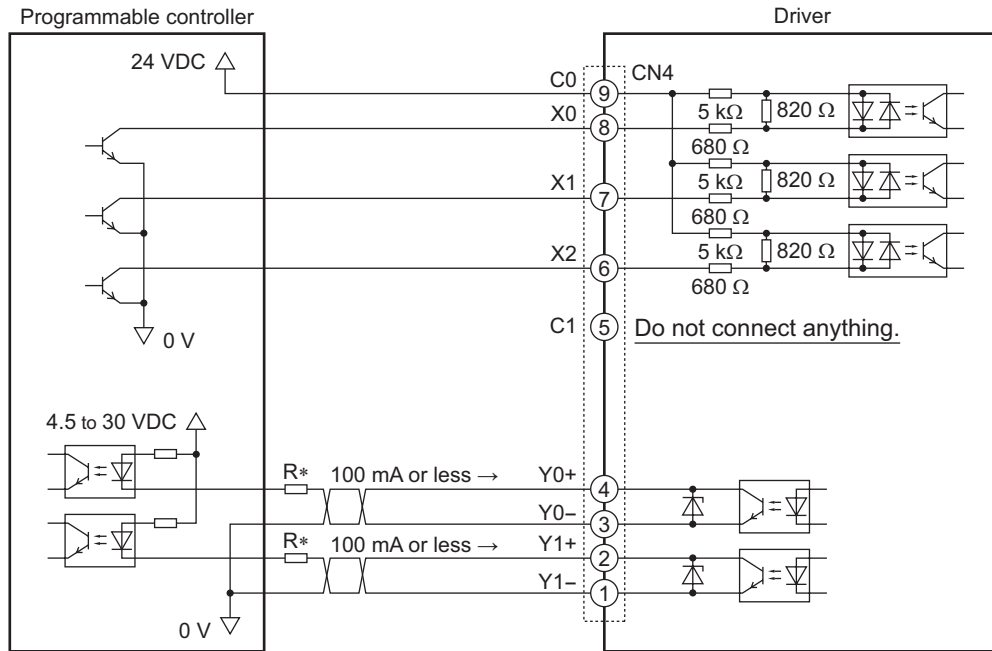 Programmable controller
Driver
24 VDC
C0
9
CN4
5 kΩ
820 Ω
X0
8
680 Ω
5 kΩ
820 Ω
X1
7
680 Ω
5 kΩ
820 Ω
X2
6
680 Ω
0 V
C1
5
Do not connect anything.
4.5 to 30 VDC
R*
100 mA or less →
Y0+
4
Y0−
3
R*
100 mA or less →
Y1+
2
Y1−
1
0 V